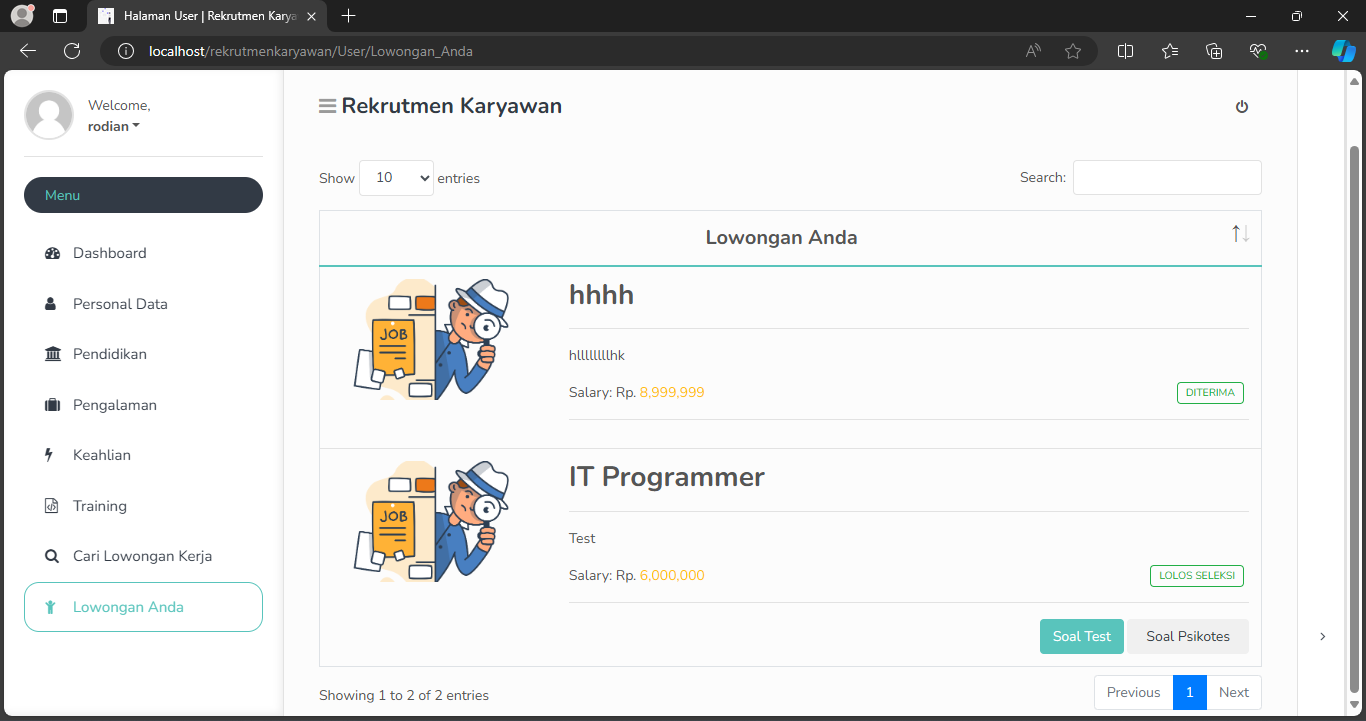 Halaman User | Rekrutmen Karya
localhost/rekrutmenkaryawan/User/Lowongan_Anda
Welcome,
rodian
Menu
Dashboard
Personal Data
Pendidikan
Pengalaman
Keahlian
Training
Cari Lowongan Kerja
Lowongan Anda
Rekrutmen Karyawan
Show 10 entries
Search:
Lowongan Anda
JOB
hhhh
hlllllllllhk
Salary: Rp. 8,999,999
DITERIMA
JOB
IT Programmer
Test
Salary: Rp. 6,000,000
LOLOS SELEKSI
Soal Test
Soal Psikotes
Showing 1 to 2 of 2 entries
Previous 1 Next